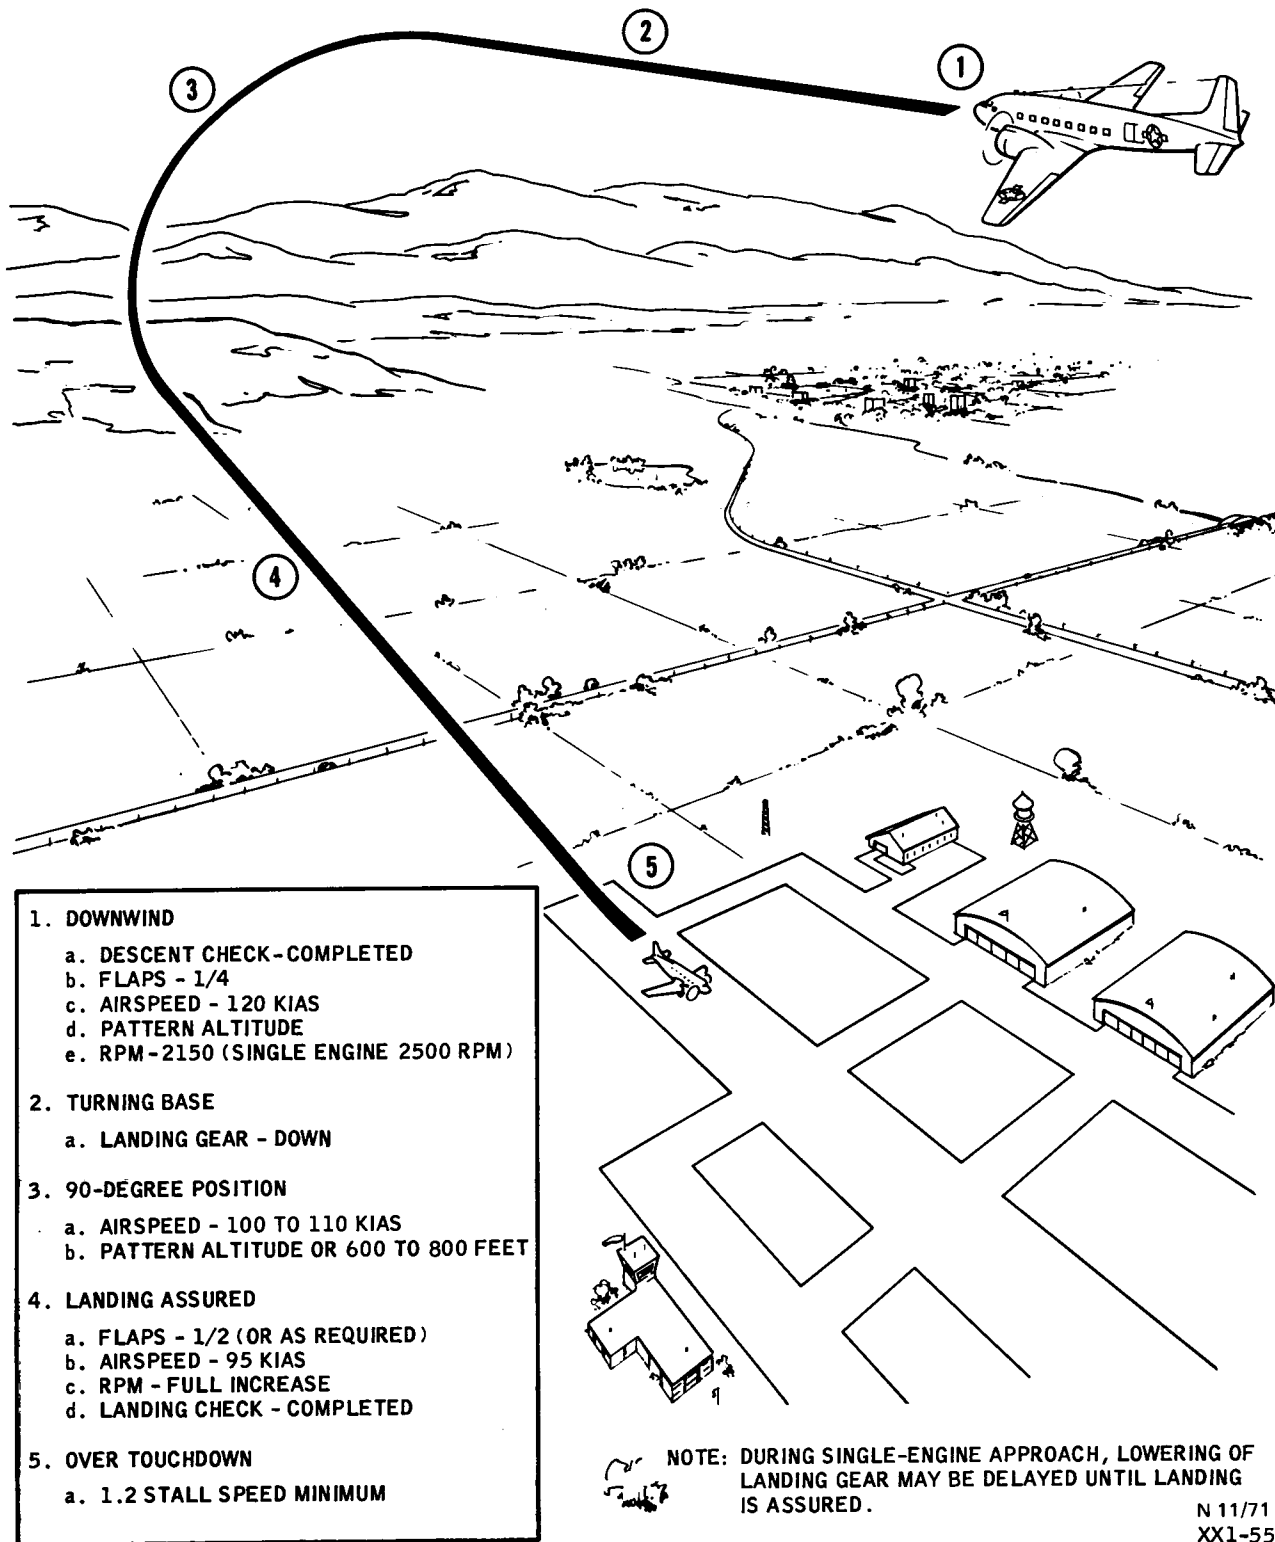 2
1
3
4
5
1. DOWNWIND
a. DESCENT CHECK-COMPLETED
b. FLAPS - 1/4
c. AIRSPEED - 120 KIAS
d. PATTERN ALTITUDE
e. RPM-2150 (SINGLE ENGINE 2500 RPM)
2. TURNING BASE
a. LANDING GEAR - DOWN
3. 90-DEGREE POSITION
a. AIRSPEED - 100 TO 110 KIAS
b. PATTERN ALTITUDE OR 600 TO 800 FEET
4. LANDING ASSURED
a. FLAPS - 1/2 (OR AS REQUIRED)
b. AIRSPEED - 95 KIAS
c. RPM - FULL INCREASE
d. LANDING CHECK - COMPLETED
5. OVER TOUCHDOWN
a. 1.2 STALL SPEED MINIMUM
NOTE: DURING SINGLE-ENGINE APPROACH, LOWERING OF
LANDING GEAR MAY BE DELAYED UNTIL LANDING
IS ASSURED.
N 11/71
XX1-55